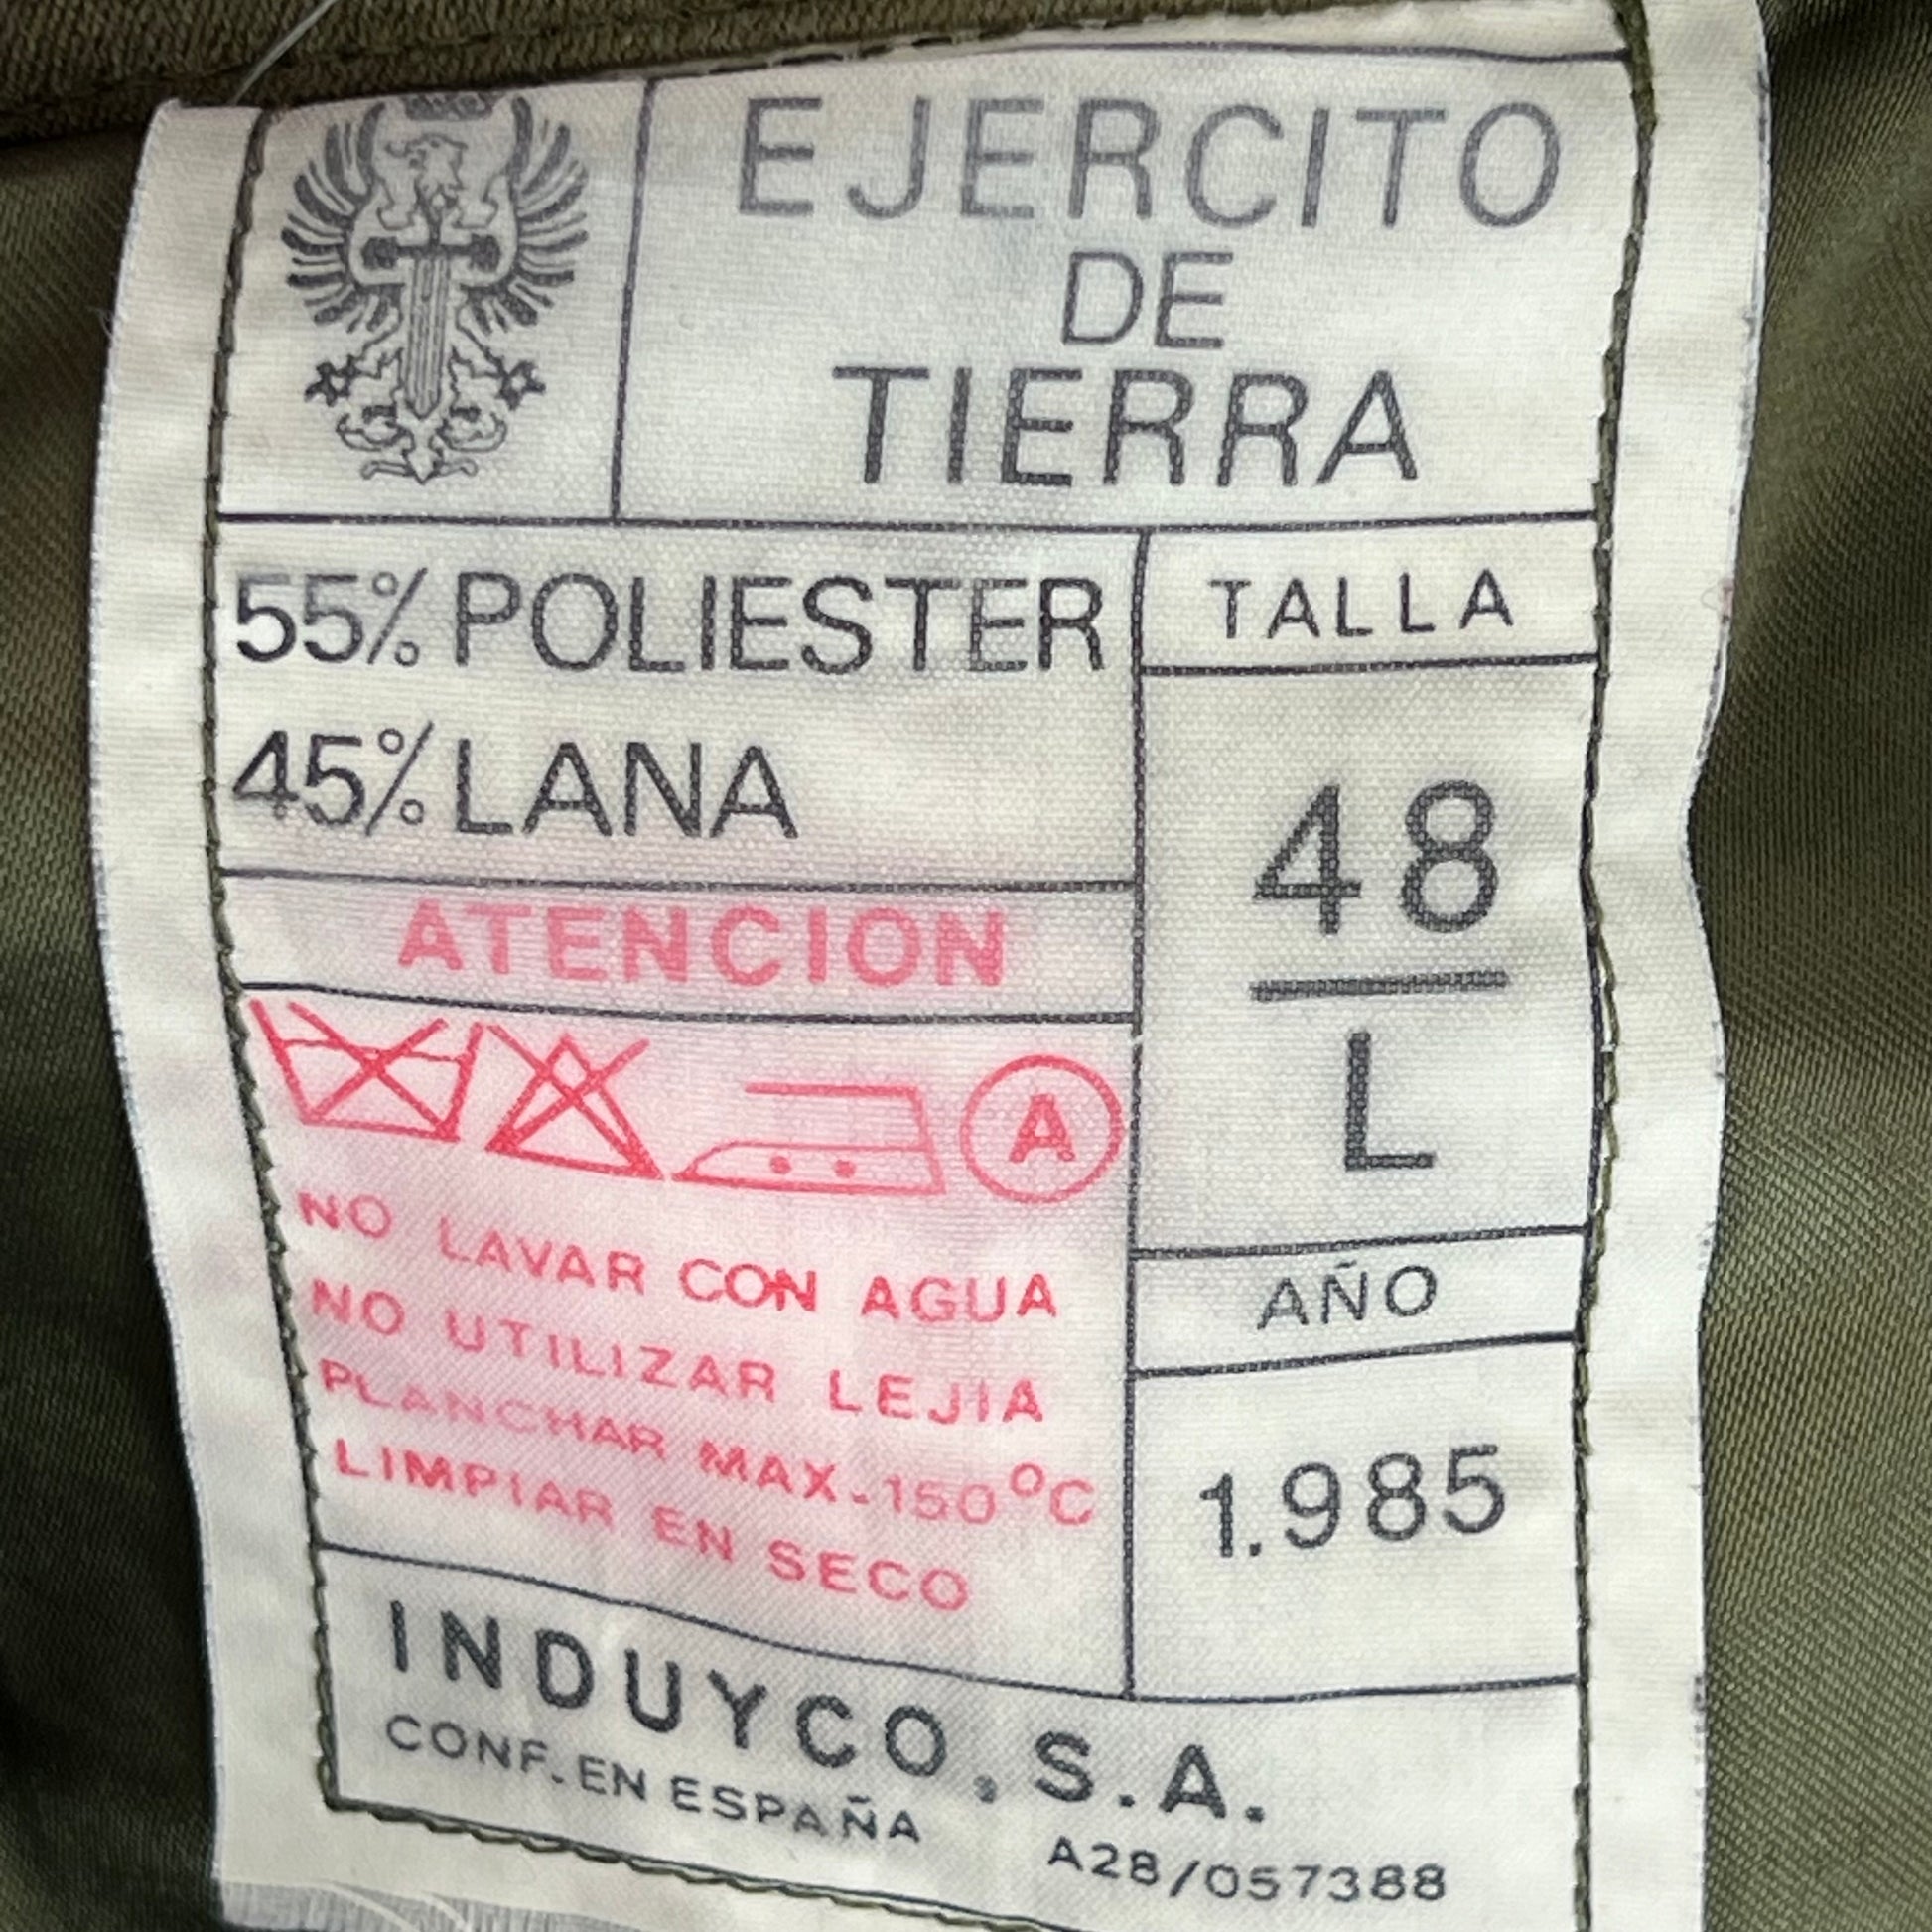 EJERCITO
DE
TIERRA
55% POLIESTER
45% LANA
TALLA
48
L
ATENCION
A
NO LAVAR CON AGUA
NO UTILIZAR LEJIA
PLANCHAR MAX.-150ºC
LIMPIAR EN SECO
AÑO
1.985
INDUYCO, S.A.
CONF. EN ESPAÑA
A28/057388